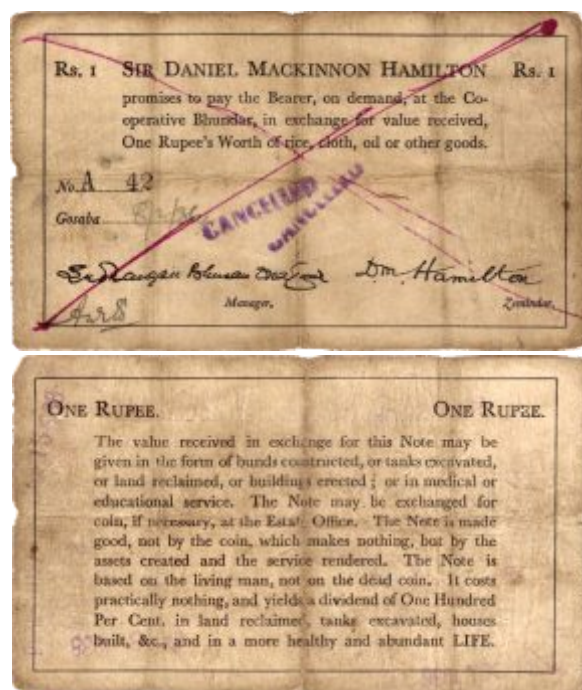 Rs. 1 SIR DANIEL MACKINNON HAMILTON Rs. 1
promises to pay the Bearer, on demand, at the Co-
operative Bhundar, in exchange for value received,
One Rupee's Worth of rice, cloth, oil or other goods.
No. A 42
Gosaba
CANCELLED
CANCELLED
D M Hamilton
Manager,
Zemindar.
ONE RUPEE. ONE RUPEE.
The value received in exchange for this Note may be
given in the form of bunds constructed, or tanks excavated,
or land reclaimed, or buildings erected ; or in medical or
educational service. The Note may be exchanged for
coin, if necessary, at the Estate Office. The Note is made
good, not by the coin, which makes nothing, but by the
assets created and the service rendered. The Note is
based on the living man, not on the dead coin. It costs
practically nothing, and yields a dividend of One Hundred
Per Cent. in land reclaimed, tanks excavated, houses
built, &c., and in a more healthy and abundant LIFE.